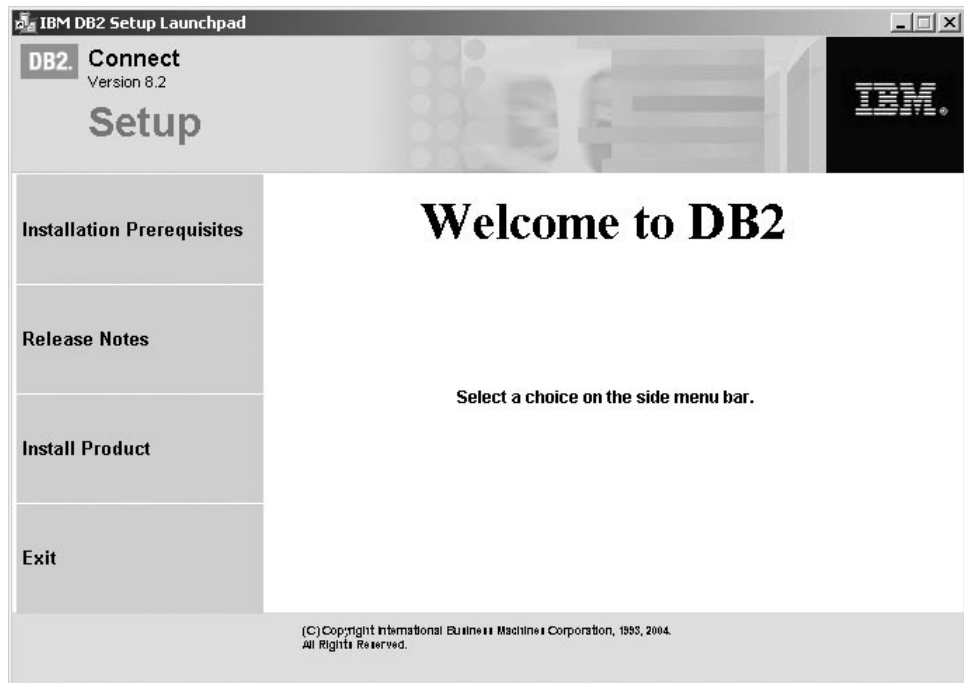 IBM DB2 Setup Launchpad
DB2. Connect
Version 8.2
Setup
IBM
Installation Prerequisites
Welcome to DB2
Release Notes
Select a choice on the side menu bar.
Install Product
Exit
(C) Copyright International Business Machines Corporation, 1993, 2004.
All Rights Reserved.